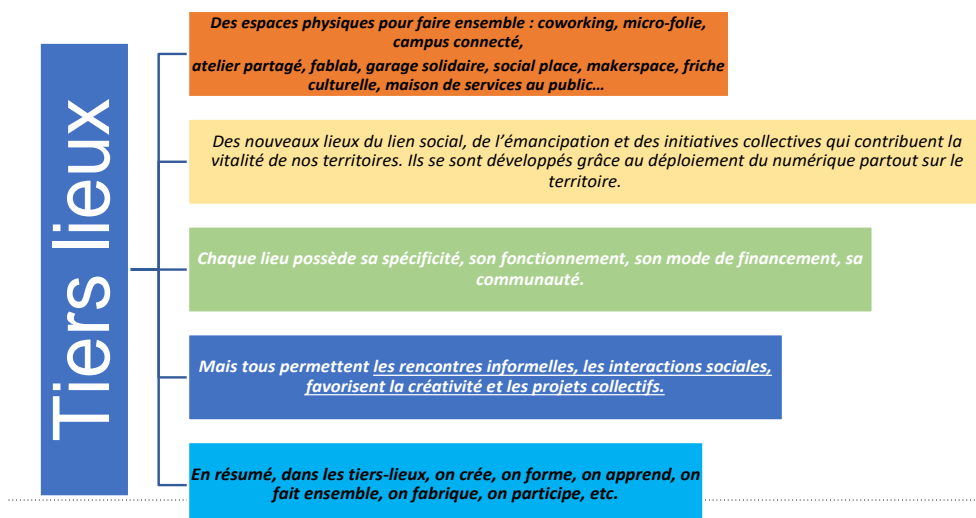 Tiers lieux
Des espaces physiques pour faire ensemble : coworking, micro-folie,
campus connecté,
atelier partagé, fablab, garage solidaire, social place, makerspace, friche
culturelle, maison de services au public…
Des nouveaux lieux du lien social, de l’émancipation et des initiatives collectives qui contribuent la
vitalité de nos territoires. Ils se sont développés grâce au déploiement du numérique partout sur le
territoire.
Chaque lieu possède sa spécificité, son fonctionnement, son mode de financement, sa
communauté.
Mais tous permettent les rencontres informelles, les interactions sociales,
favorisent la créativité et les projets collectifs.
En résumé, dans les tiers-lieux, on crée, on forme, on apprend, on
fait ensemble, on fabrique, on participe, etc.